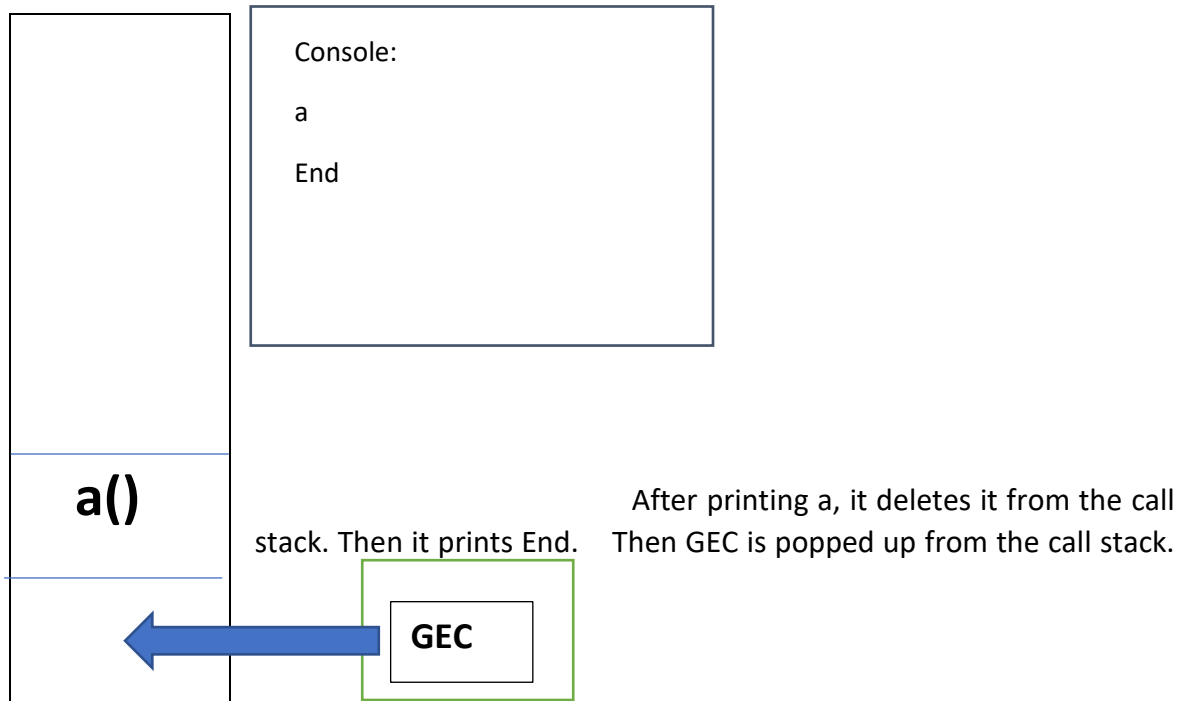 Console:
a
End
a()
After printing a, it deletes it from the call
stack. Then it prints End. Then GEC is popped up from the call stack.
GEC